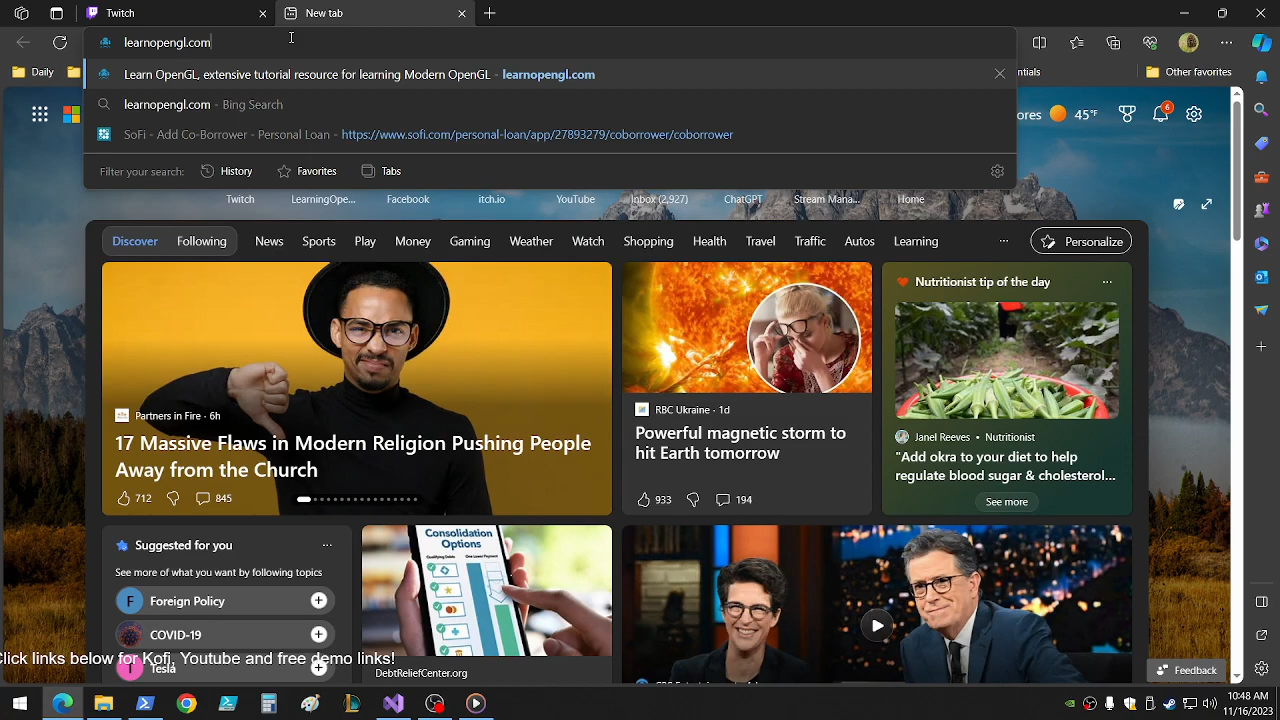 Twitch
New tab
learnopengl.com
Learn OpenGL, extensive tutorial resource for learning Modern OpenGL - learnopengl.com
learnopengl.com - Bing Search
SoFi - Add Co-Borrower - Personal Loan - https://www.sofi.com/personal-loan/app/27893279/coborrower/coborrower
Filter your search:
History
Favorites
Tabs
Daily
ntials
Other favorites
ores
45°F
6
Twitch
LearningOpe...
Facebook
itch.io
YouTube
Inbox (2,927)
ChatGPT
Stream Mana...
Home
Discover
Following
News
Sports
Play
Money
Gaming
Weather
Watch
Shopping
Health
Travel
Traffic
Autos
Learning
...
Personalize
Partners in Fire · 6h
17 Massive Flaws in Modern Religion Pushing People
Away from the Church
712
845
RBC Ukraine · 1d
Powerful magnetic storm to
hit Earth tomorrow
933
194
Nutritionist tip of the day
Janel Reeves • Nutritionist
"Add okra to your diet to help
regulate blood sugar & cholesterol...
See more
Suggested for you
See more of what you want by following topics
F
Foreign Policy
COVID-19
T
Tesla
Consolidation
Options
DebtReliefCenter.org
Click links below for Kofi, Youtube and free demo links!
Feedback
10:48 AM
11/16/2023